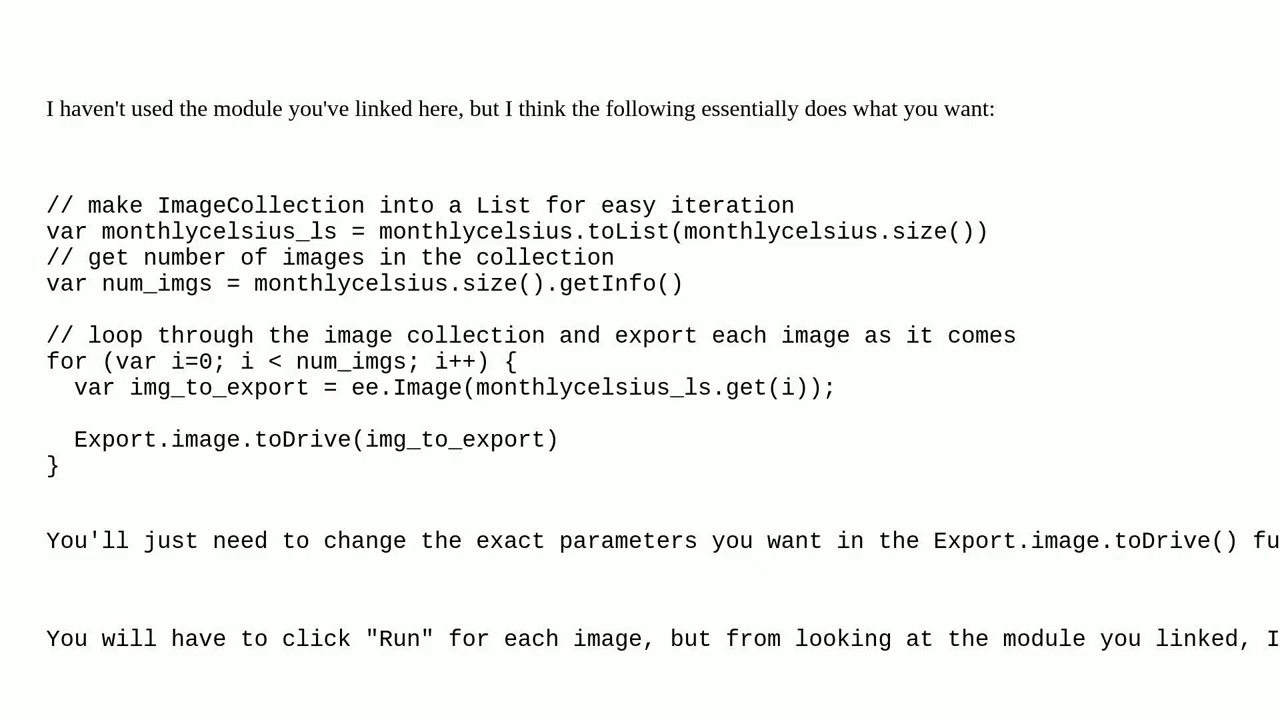 I haven't used the module you've linked here, but I think the following essentially does what you want:
// make ImageCollection into a List for easy iteration
var monthlycelsius_ls = monthlycelsius.toList(monthlycelsius.size())
// get number of images in the collection
var num_imgs = monthlycelsius.size().getInfo()
// loop through the image collection and export each image as it comes
for (var i=0; i < num_imgs; i++) {
  var img_to_export = ee.Image(monthlycelsius_ls.get(i));
  Export.image.toDrive(img_to_export)
}
You'll just need to change the exact parameters you want in the Export.image.toDrive() fu
You will have to click "Run" for each image, but from looking at the module you linked, I